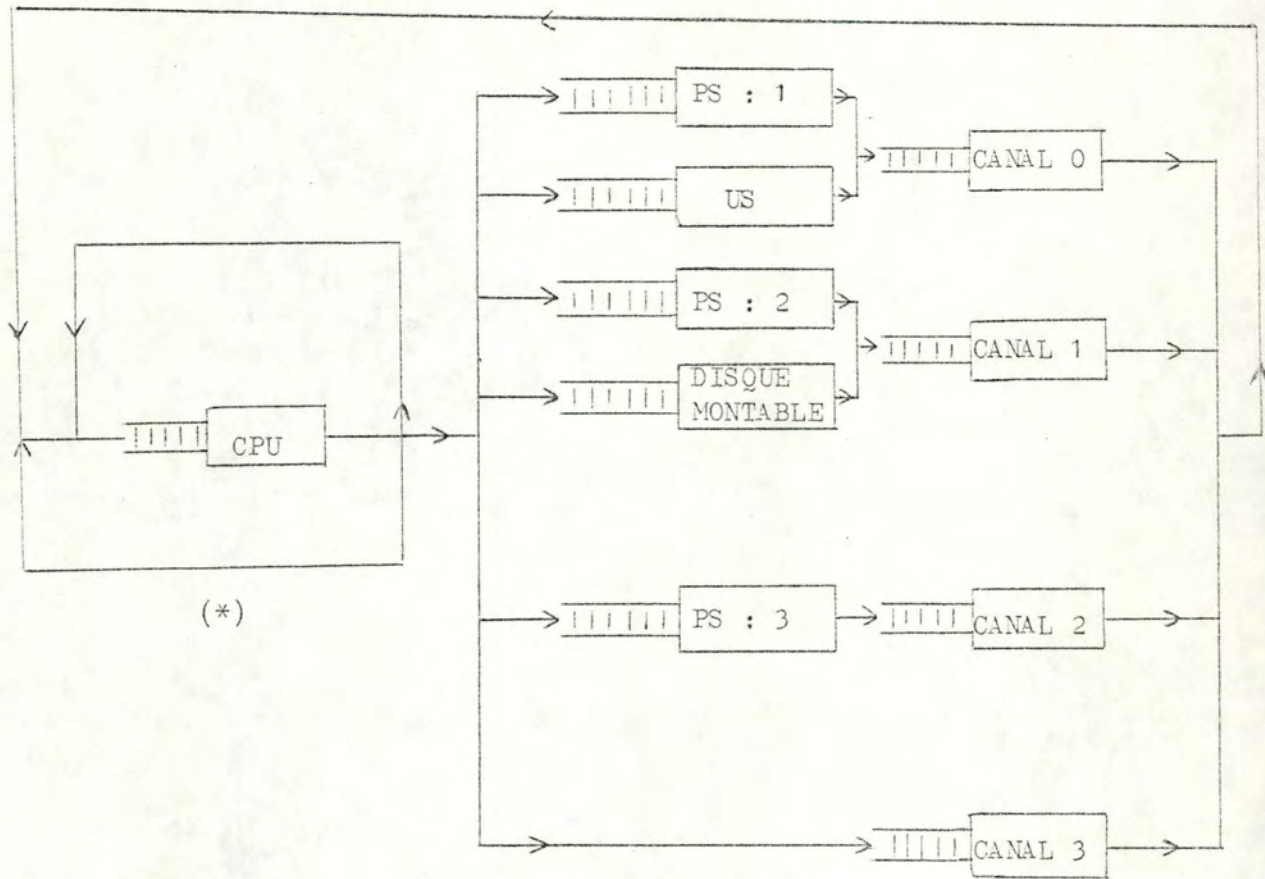 PS : 1
CANAL 0
US
PS : 2
CANAL 1
DISQUE
MONTABLE
CPU
(*)
PS : 3
CANAL 2
CANAL 3